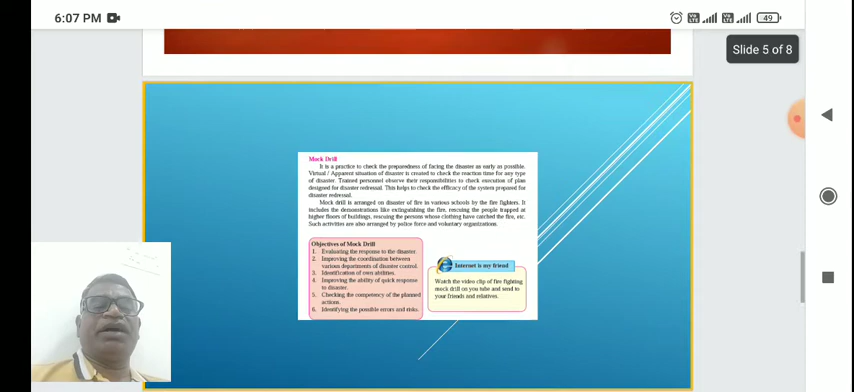 6:07 PM
49
Slide 5 of 8
Mock Drill
It is a practice to check the preparedness of facing the disaster as early as possible.
Virtual / Apparent situation of disaster is created to check the reaction time for any type
of disaster. Trained personnel observe their responsibilities to check execution of plan
designed for disaster redressal. This helps to check the efficacy of the system prepared for
disaster redressal.
Mock drill is arranged on disaster of fire in various schools by the fire fighters. It
includes the demonstrations like extinguishing the fire, rescuing the people trapped at
higher floors of buildings, rescuing the persons whose clothing have catched the fire, etc.
Such activities are also arranged by police force and voluntary organizations.
Objectives of Mock Drill
1. Evaluating the response to the disaster.
2. Improving the coordination between
various departments of disaster control.
3. Identification of own abilities.
4. Improving the ability of quick response
to disaster.
5. Checking the competency of the planned
actions.
6. Identifying the possible errors and risks.
Internet is my friend
Watch the video clip of fire fighting
mock drill on you tube and send to
your friends and relatives.